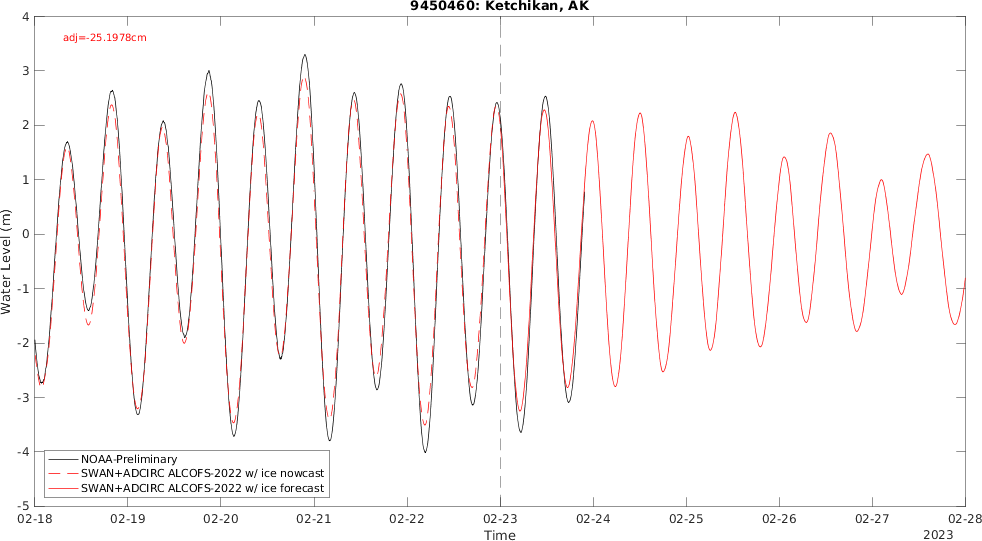 9450460: Ketchikan, AK
adj=-25.1978cm
4
3
2
1
0
-1
-2
-3
-4
-5
Water Level (m)
NOAA-Preliminary
SWAN+ADCIRC ALCOFS-2022 w/ ice nowcast
SWAN+ADCIRC ALCOFS-2022 w/ ice forecast
02-18 02-19 02-20 02-21 02-22 02-23 02-24 02-25 02-26 02-27 02-28
Time 2023